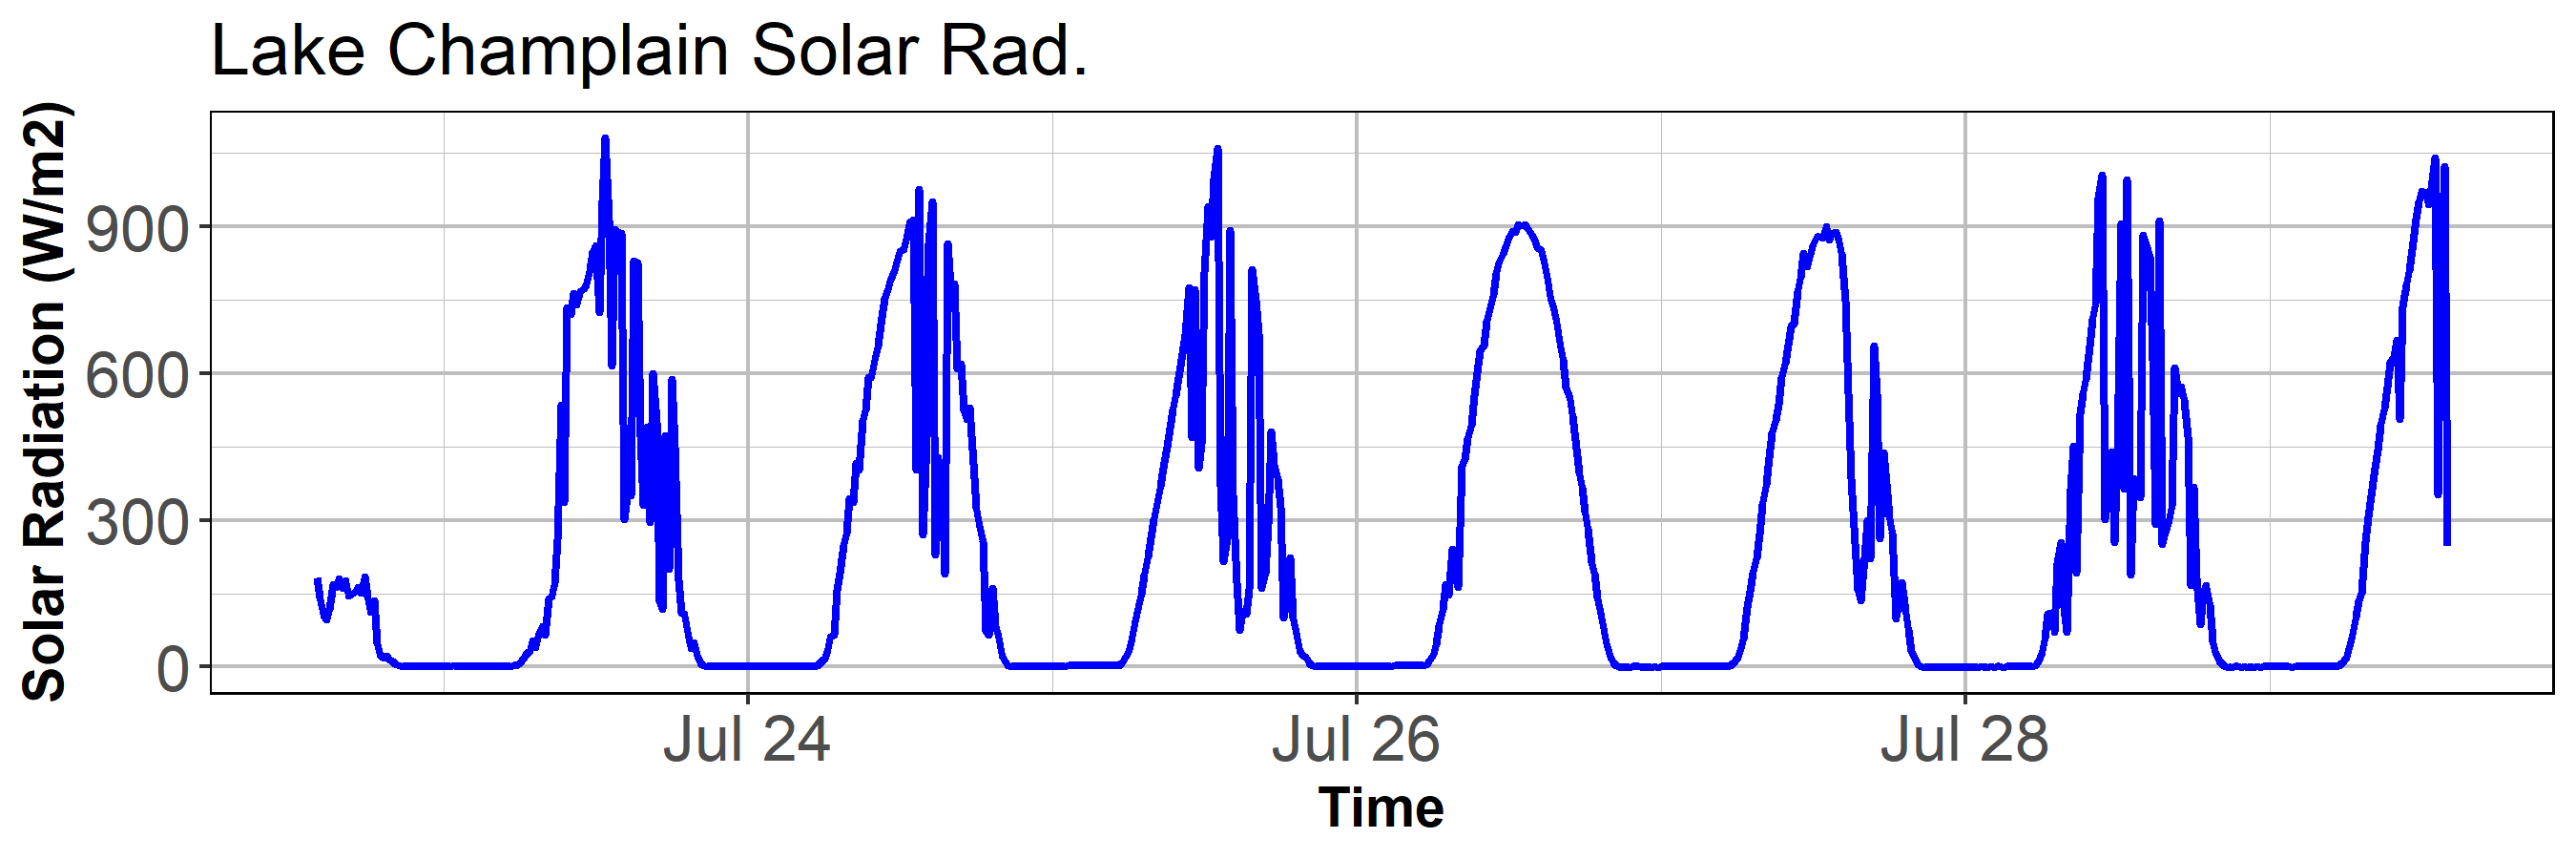 Lake Champlain Solar Rad.
Solar Radiation (W/m2)
900
600
300
0
Jul 24
Jul 26
Jul 28
Time